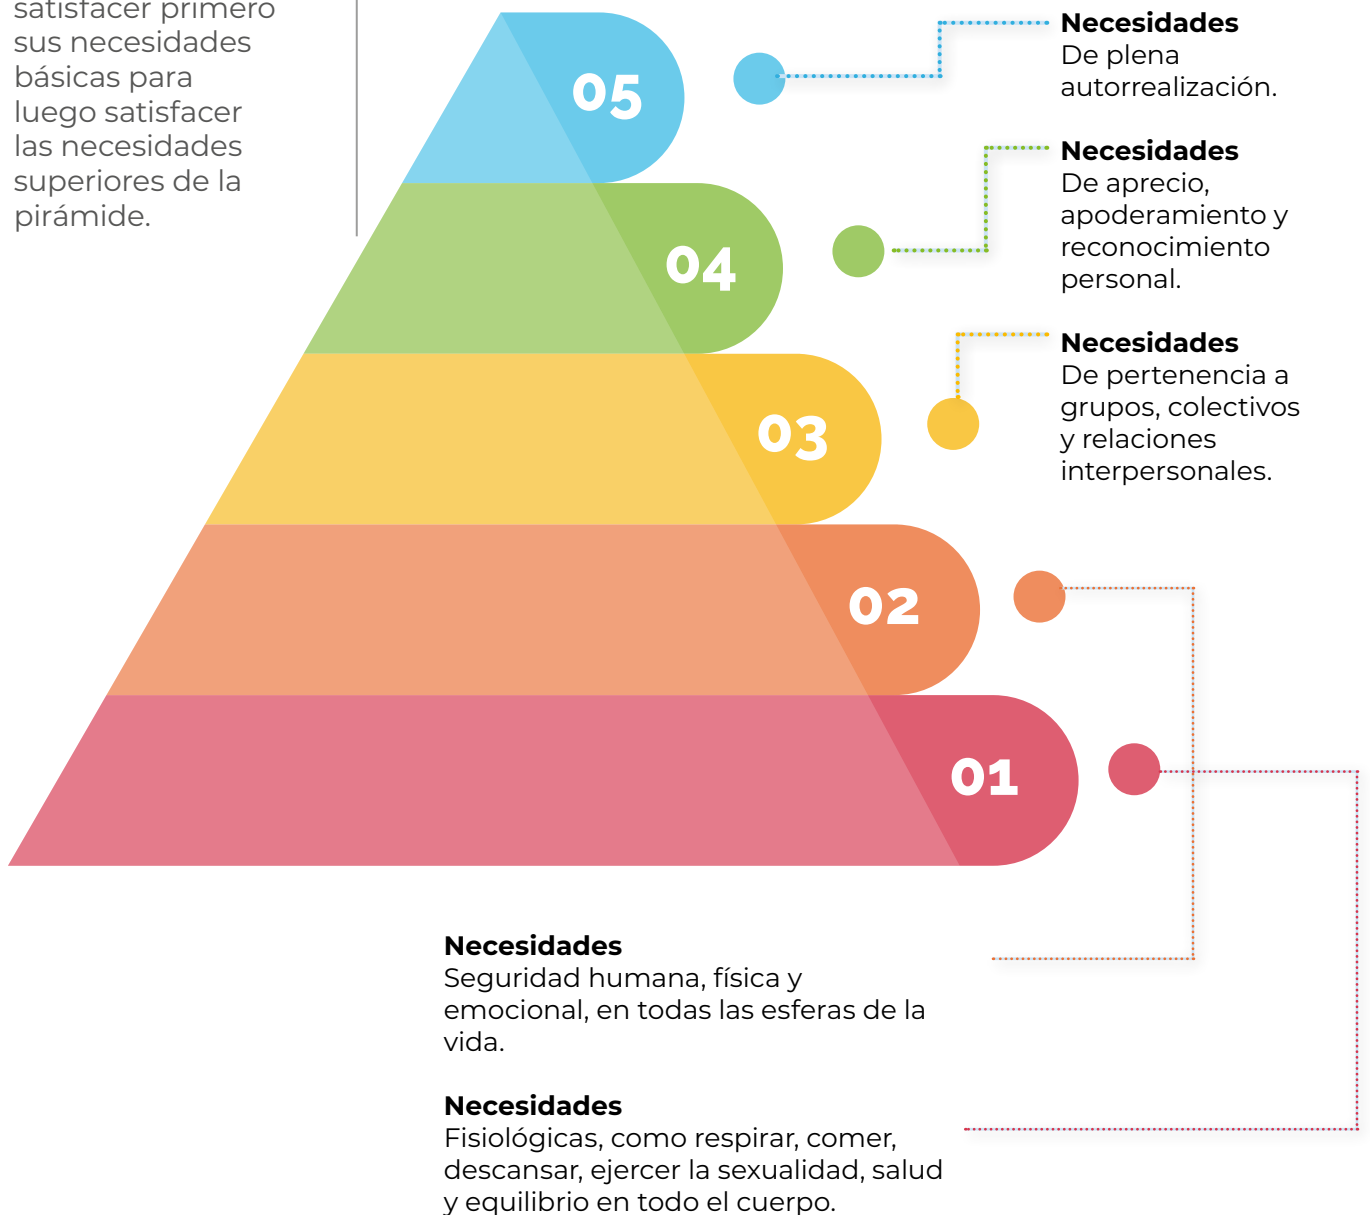 satisfacer primero
sus necesidades
básicas para
luego satisfacer
las necesidades
superiores de la
pirámide.
05
Necesidades
De plena
autorrealización.
04
Necesidades
De aprecio,
apoderamiento y
reconocimiento
personal.
03
Necesidades
De pertenencia a
grupos, colectivos
y relaciones
interpersonales.
02
01
Necesidades
Seguridad humana, física y
emocional, en todas las esferas de la
vida.
Necesidades
Fisiológicas, como respirar, comer,
descansar, ejercer la sexualidad, salud
y equilibrio en todo el cuerpo.